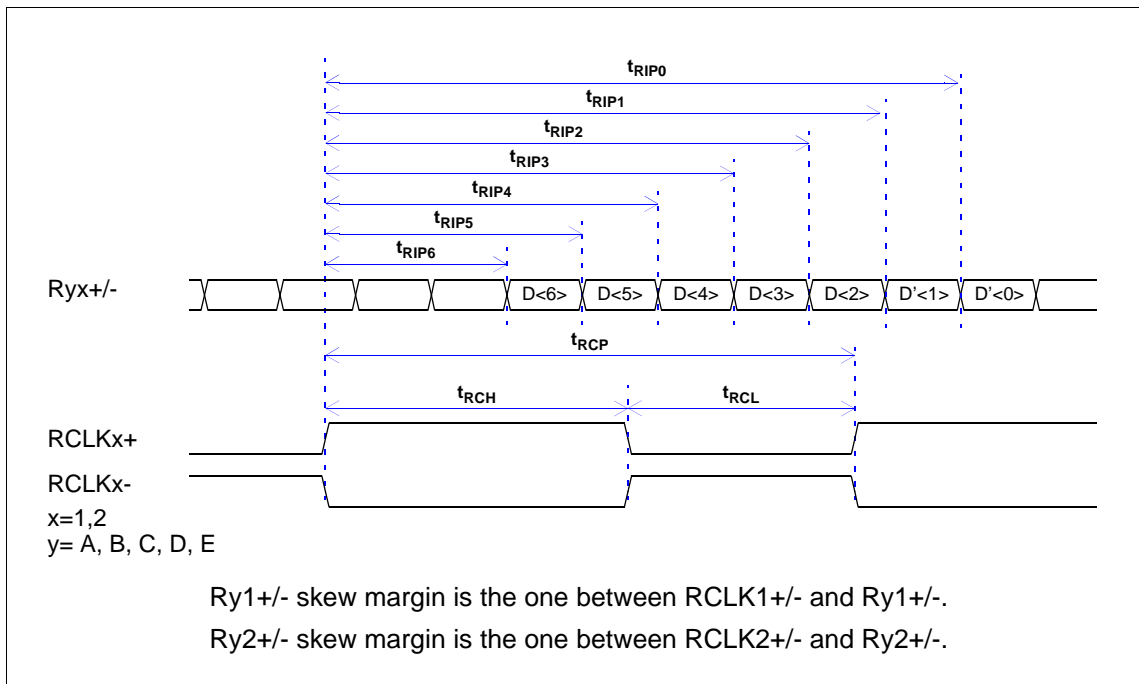 tRIP0
tRIP1
tRIP2
tRIP3
tRIP4
tRIP5
tRIP6
Ryx+/-
D<6> D<5> D<4> D<3> D<2> D'<1> D'<0>
tRCP
tRCH tRCL
RCLKx+
RCLKx-
x=1,2
y= A, B, C, D, E
Ry1+/- skew margin is the one between RCLK1+/- and Ry1+/-.
Ry2+/- skew margin is the one between RCLK2+/- and Ry2+/-.